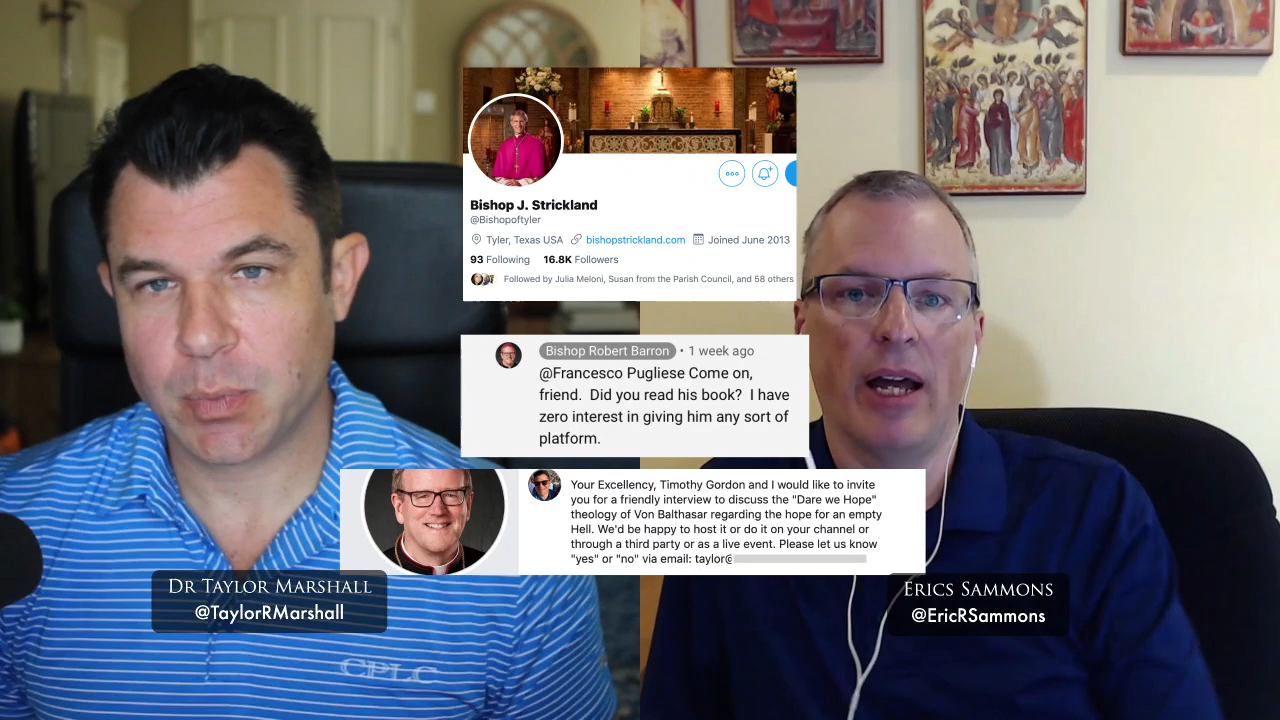 Bishop J. Strickland
@Bishopoftyler
Tyler, Texas USA bishopstrickland.com Joined June 2013
93 Following 16.8K Followers
Followed by Julia Meloni, Susan from the Parish Council, and 58 others
Bishop Robert Barron • 1 week ago
@Francesco Pugliese Come on,
friend. Did you read his book? I have
zero interest in giving him any sort of
platform.
Your Excellency, Timothy Gordon and I would like to invite
you for a friendly interview to discuss the "Dare we Hope"
theology of Von Balthasar regarding the hope for an empty
Hell. We'd be happy to host it or do it on your channel or
through a third party or as a live event. Please let us know
"yes" or "no" via email: taylor@
Dr Taylor Marshall
@TaylorRMarshall
Erics Sammons
@EricRSammons
CPLC